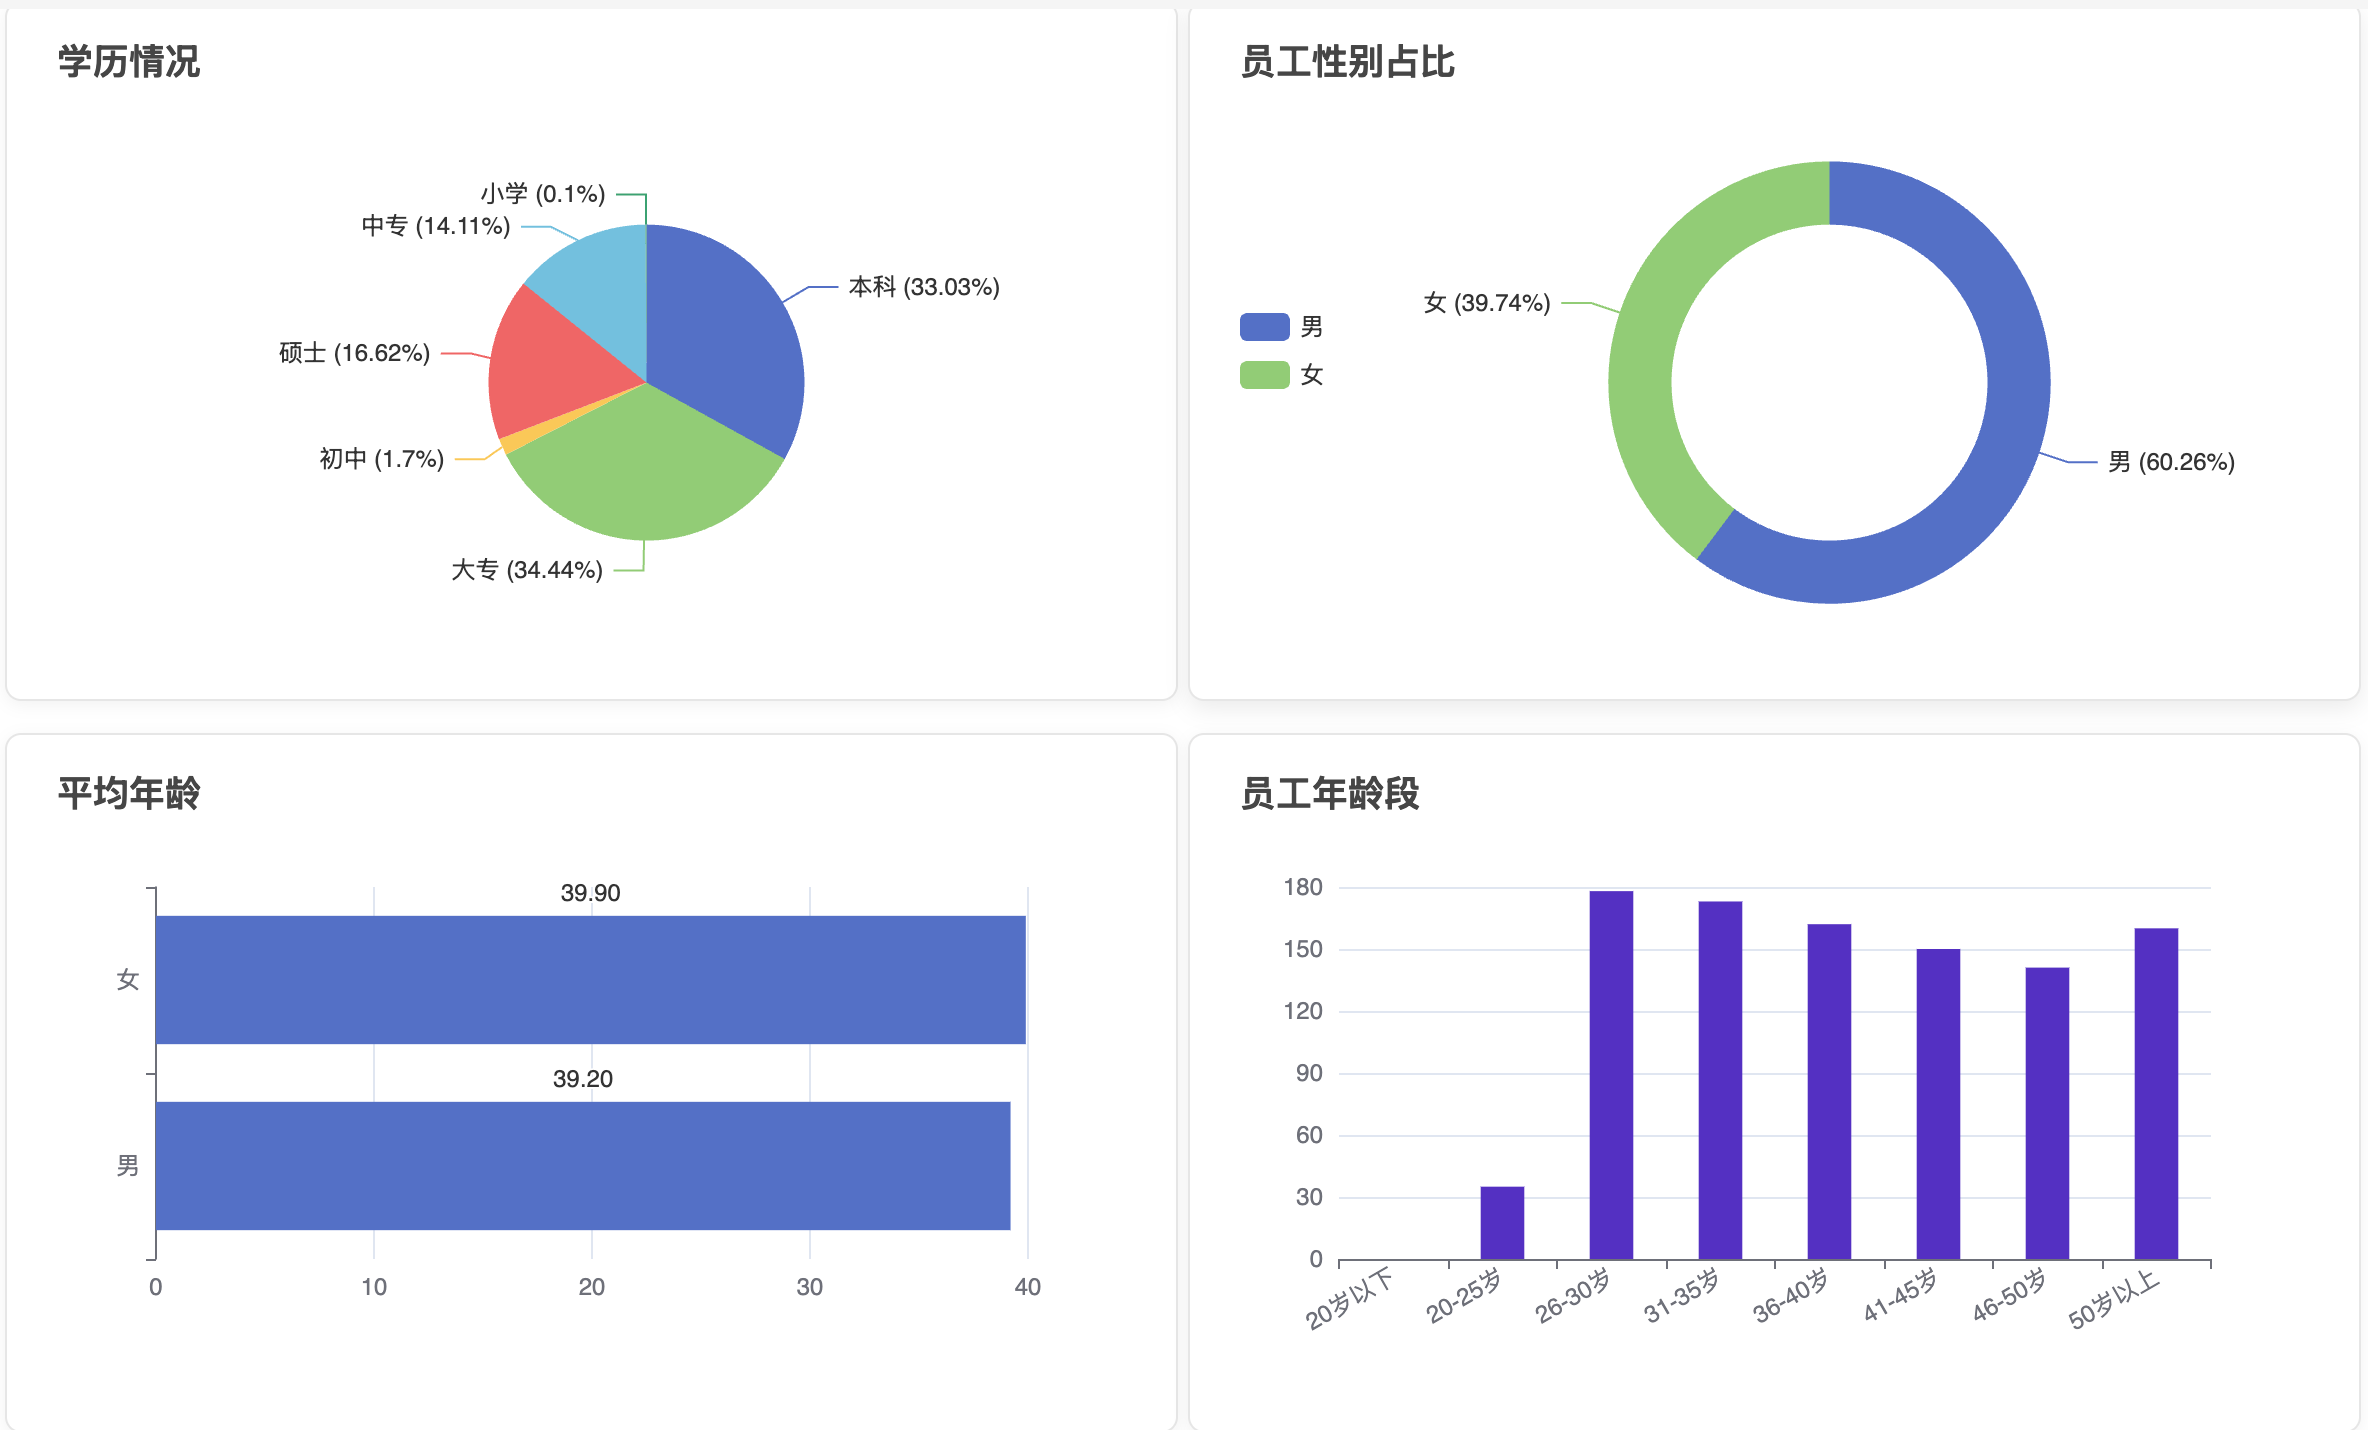 学历情况
小学 (0.1%)
中专 (14.11%)
本科 (33.03%)
硕士 (16.62%)
初中 (1.7%)
大专 (34.44%)
员工性别占比
男
女
女 (39.74%)
男 (60.26%)
平均年龄
39.90
女
39.20
男
0 10 20 30 40
员工年龄段
180
150
120
90
60
30
0
20岁以下 20-25岁 26-30岁 31-35岁 36-40岁 41-45岁 46-50岁 50岁以上